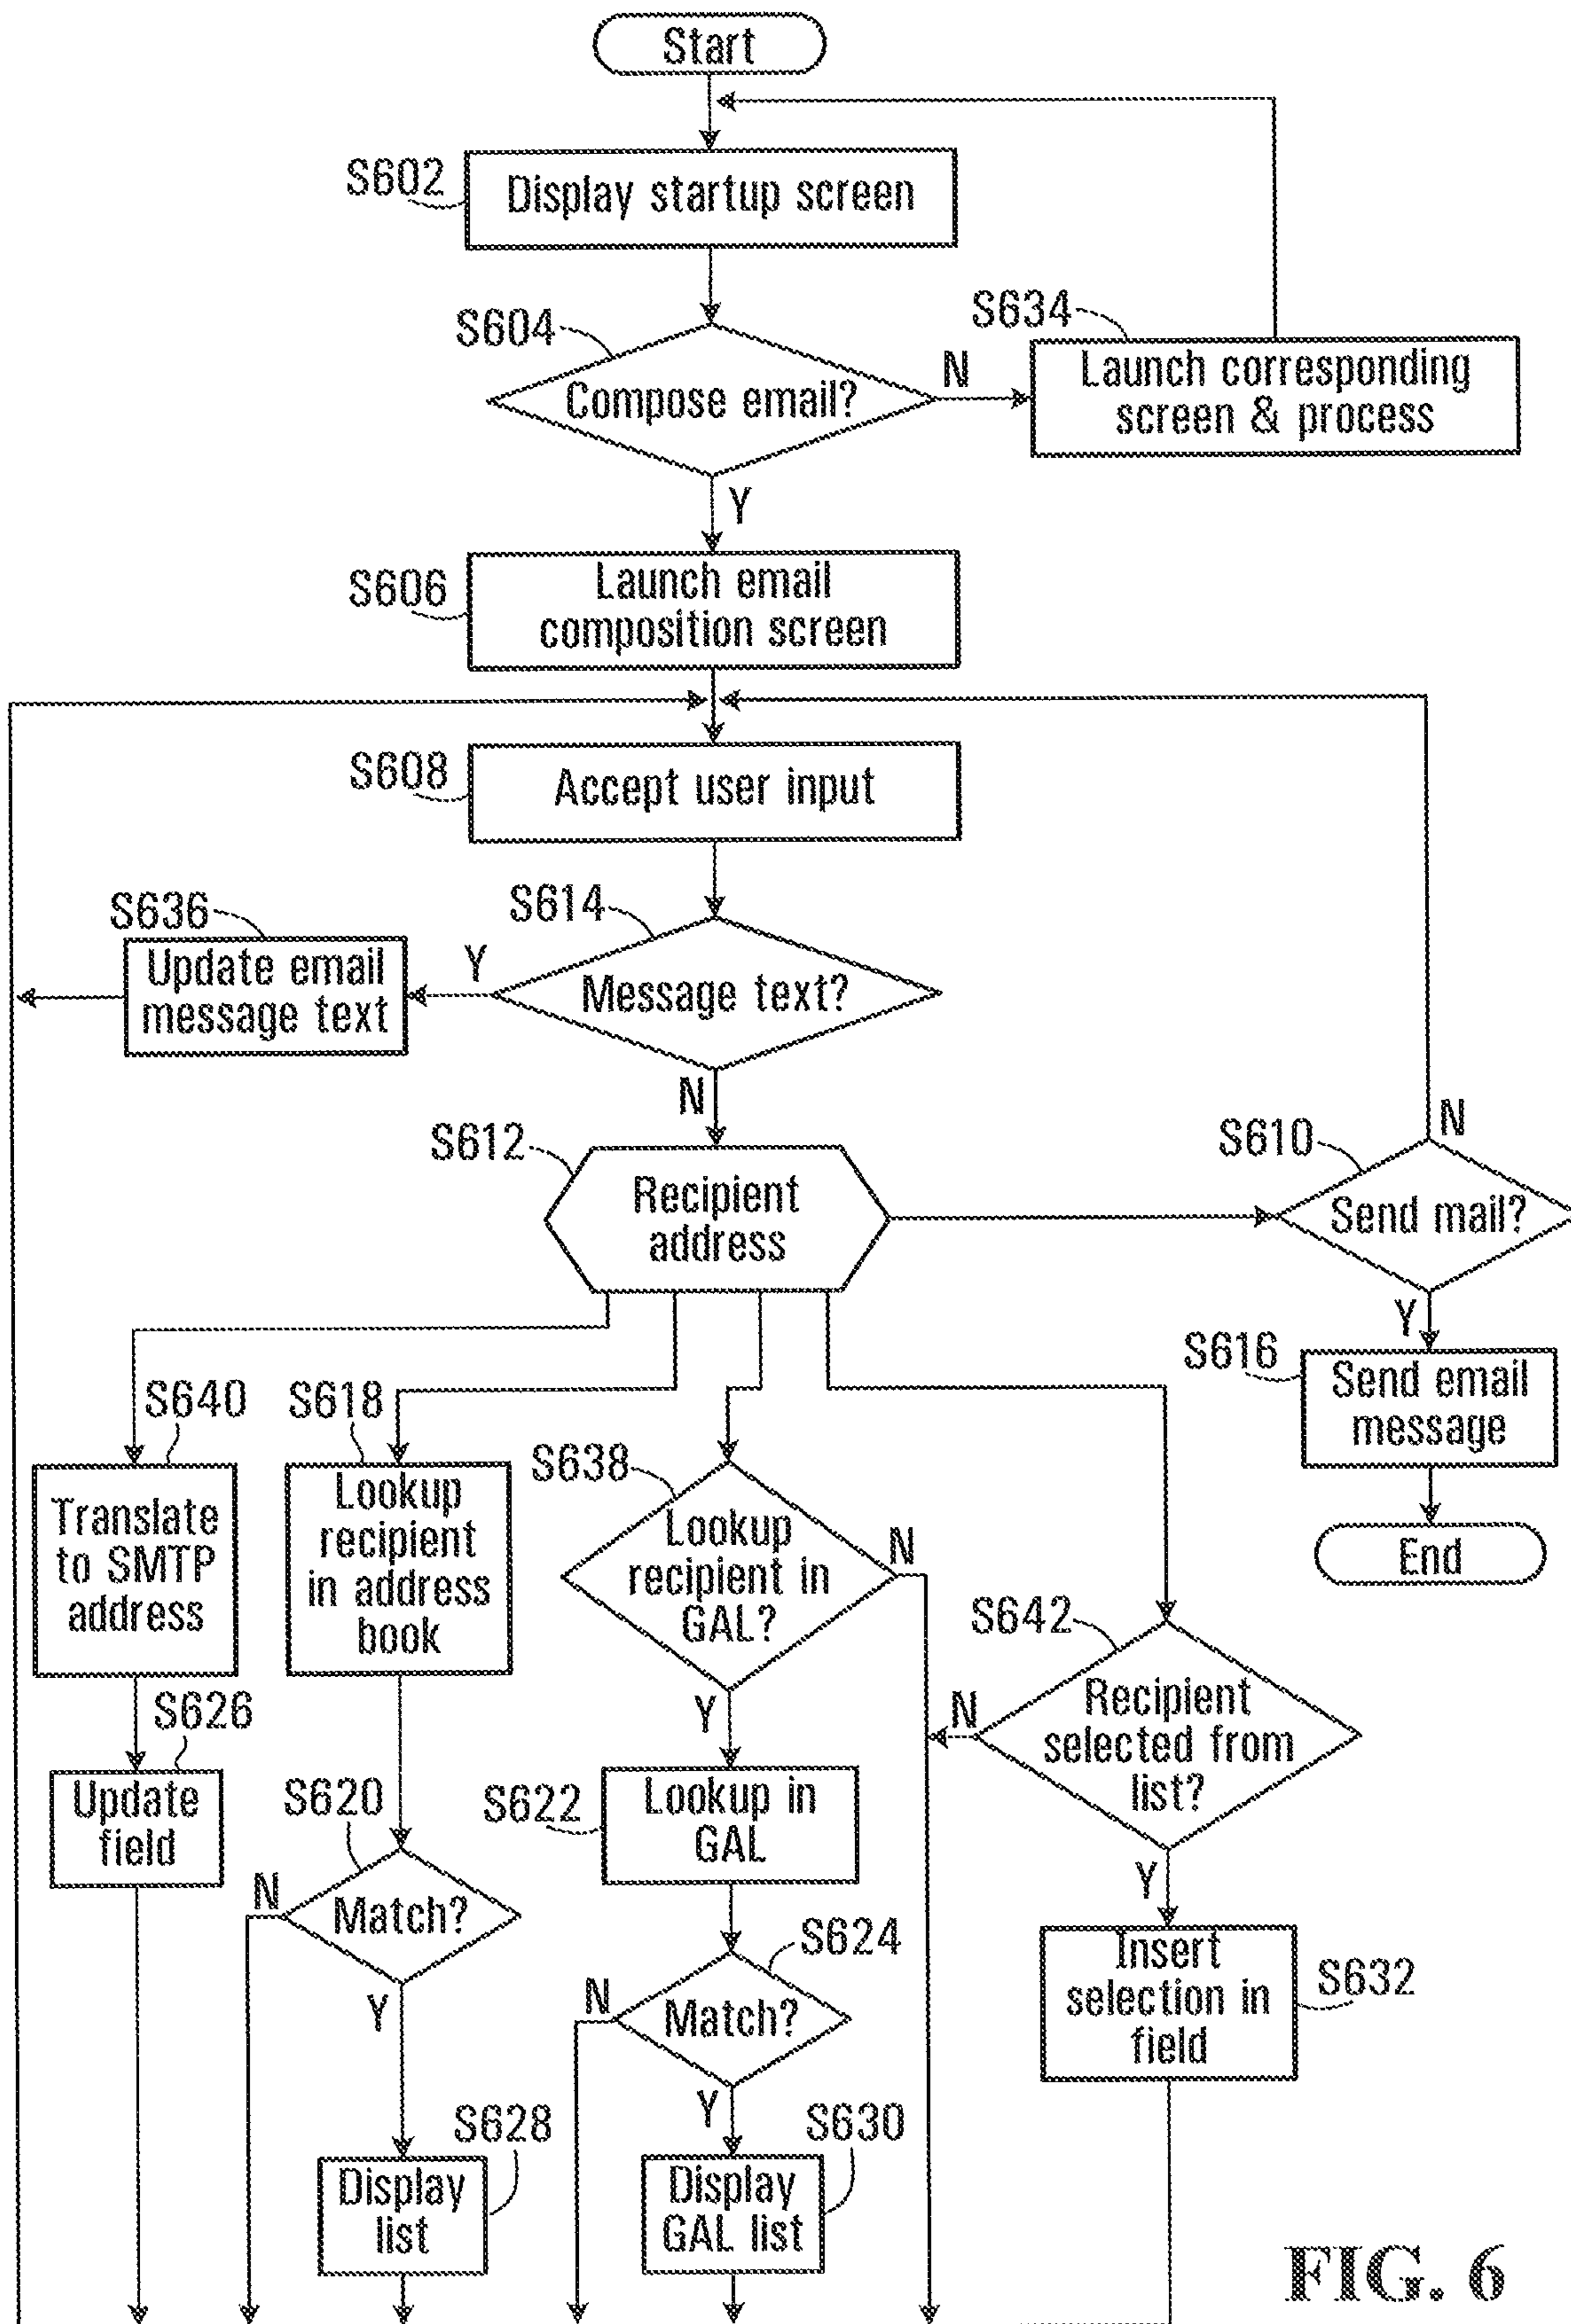 Start
S602
Display startup screen
S604
Compose email?
N
S634
Launch corresponding
screen & process
Y
S606
Launch email
composition screen
S608
Accept user input
S636
Update email
message text
Y
S614
Message text?
N
S612
Recipient
address
S610
N
Send mail?
Y
S616
Send email
message
End
S640
Translate
to SMTP
address
S626
Update
field
S618
Lookup
recipient
in address
book
S620
N
Match?
Y
S628
Display
list
S638
Lookup
recipient in
GAL?
N
Y
S622
Lookup in
GAL
S624
N
Match?
Y
S630
Display
GAL list
S642
N
Recipient
selected from
list?
Y
Insert
selection in
field
S632
FIG. 6